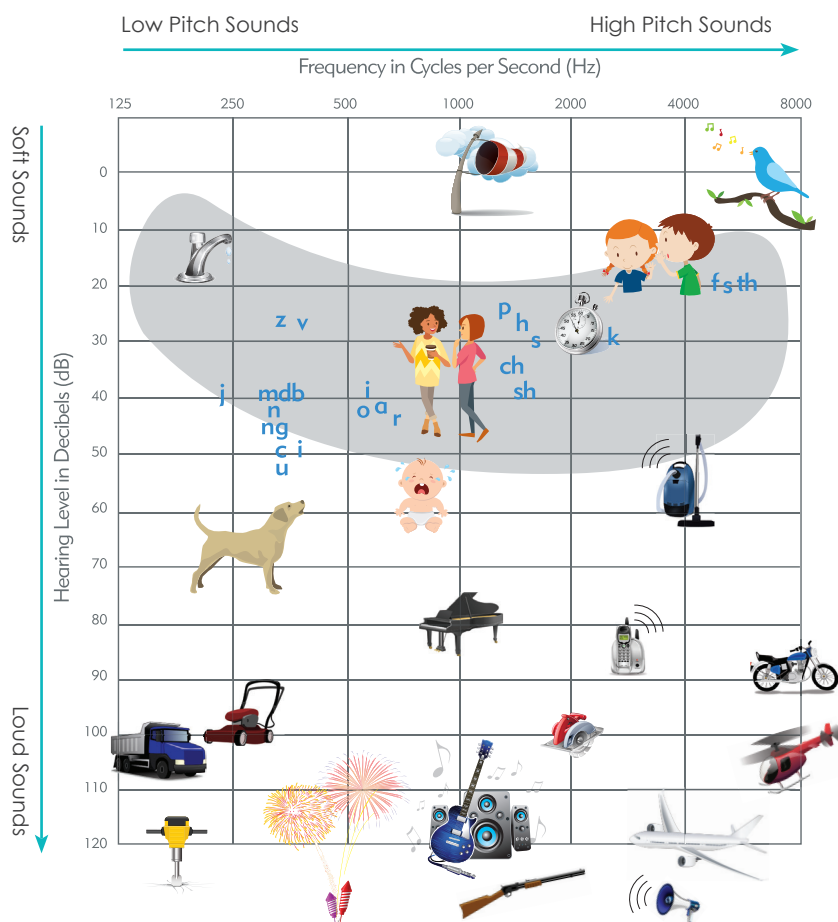 Low Pitch Sounds
High Pitch Sounds
Frequency in Cycles per Second (Hz)
125 250 500 1000 2000 4000 8000
Soft Sounds
Hearing Level in Decibels (dB)
Loud Sounds
0
10
20
30
40
50
60
70
80
90
100
110
120
f s th
z v
p
h
s
k
ch
j
mdb
n
ng
c i
u
i
o a
r
sh